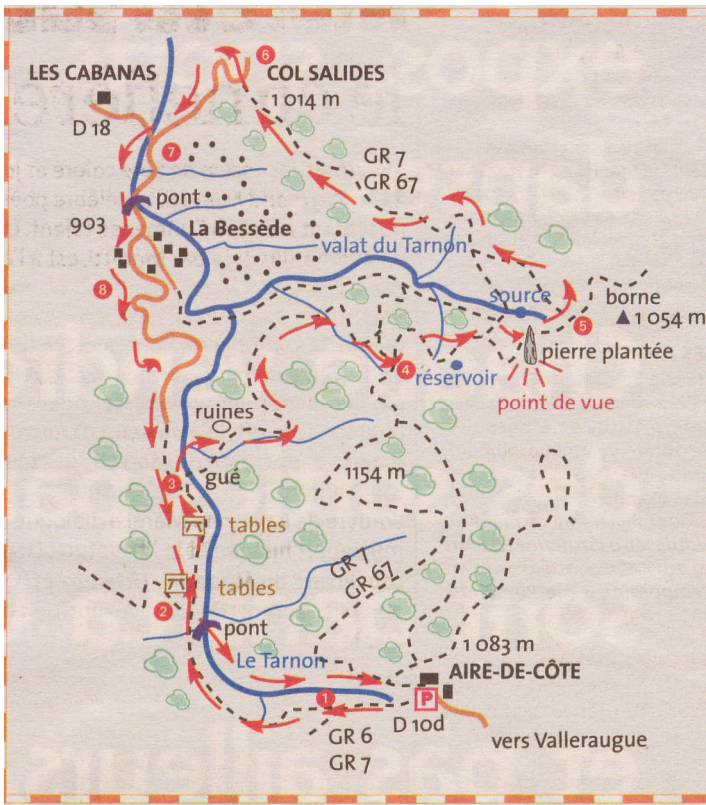 6
LES CABANAS
COL SALIDES
1 014 m
D 18
7
GR 7
GR 67
pont
903
La Bessède
valat du Tarnon
8
source
borne
1 054 m
5
pierre plantée
4
réservoir
point de vue
ruines
1154 m
gué
3
tables
GR 7
GR 67
tables
2
pont
1 083 m
Le Tarnon
AIRE-DE-CÔTE
1
P
D 10d
GR 6
GR 7
vers Valleraugue